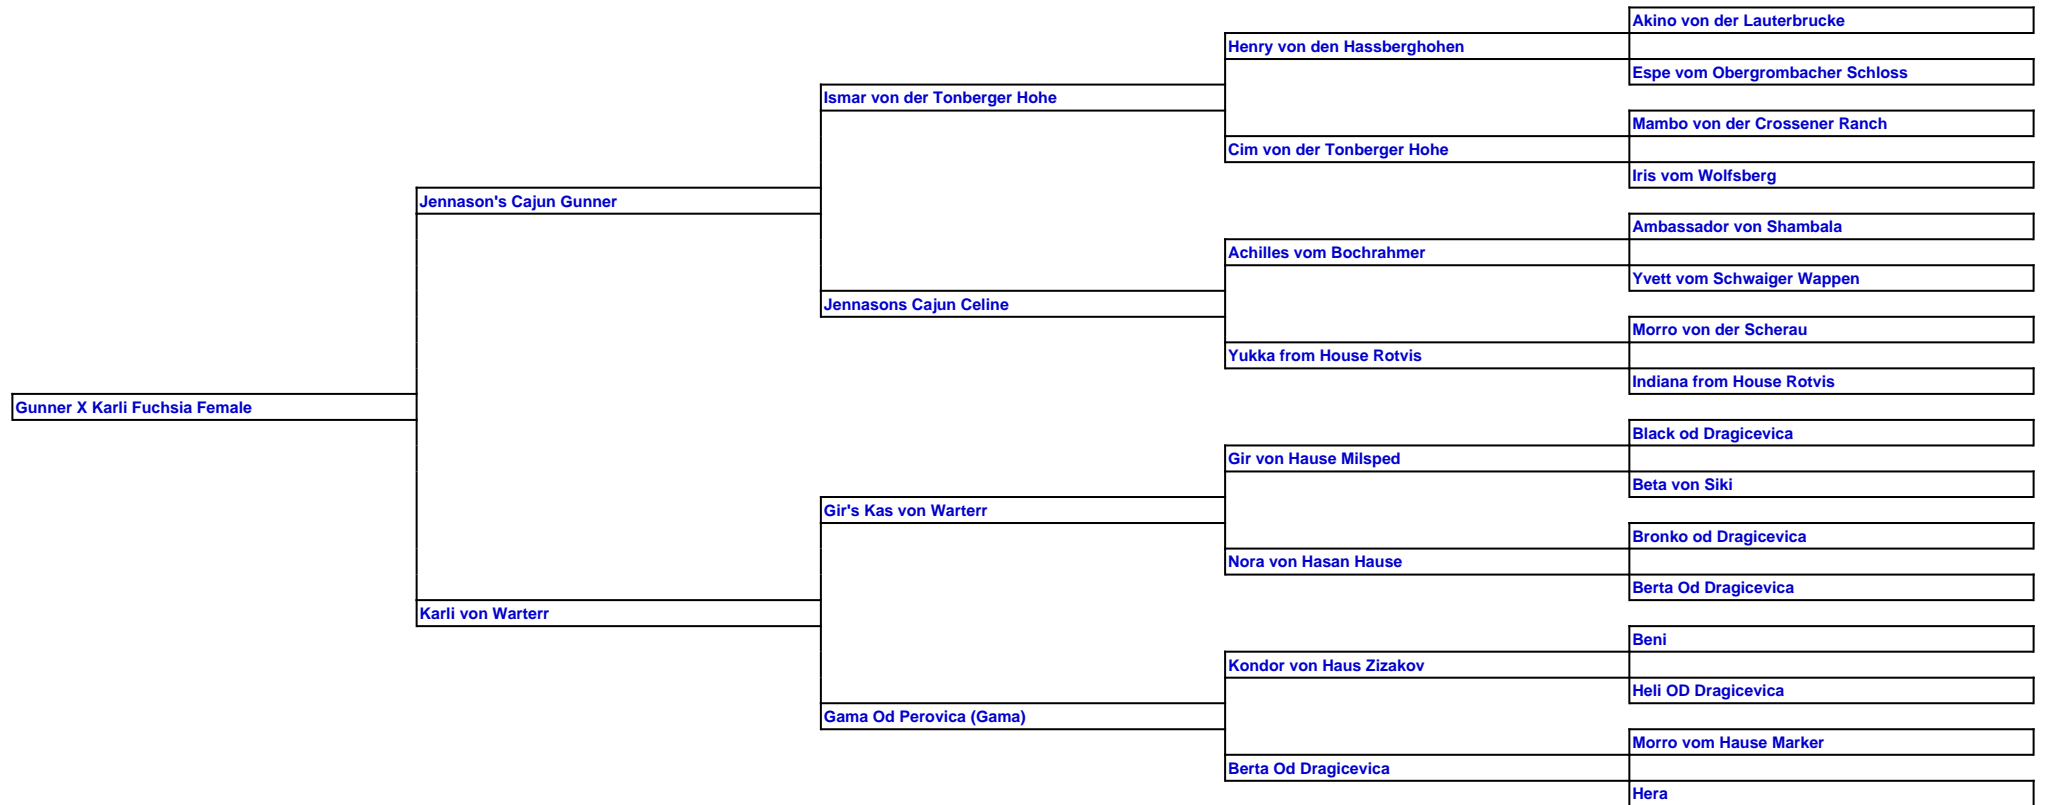 Akino von der Lauterbrucke
Henry von den Hassberghohen
Espe vom Obergrombacher Schloss
Ismar von der Tonberger Hohe
Mambo von der Crossener Ranch
Cim von der Tonberger Hohe
Iris vom Wolfsberg
Jennason's Cajun Gunner
Ambassador von Shambala
Achilles vom Bochrahmer
Yvett vom Schwaiger Wappen
Jennasons Cajun Celine
Morro von der Scherau
Yukka from House Rotvis
Indiana from House Rotvis
Gunner X Karli Fuchsia Female
Black od Dragicevica
Gir von Hause Milsped
Beta von Siki
Gir's Kas von Warterr
Bronko od Dragicevica
Nora von Hasan Hause
Berta Od Dragicevica
Karli von Warterr
Beni
Kondor von Haus Zizakov
Heli OD Dragicevica
Gama Od Perovica (Gama)
Morro vom Hause Marker
Berta Od Dragicevica
Hera